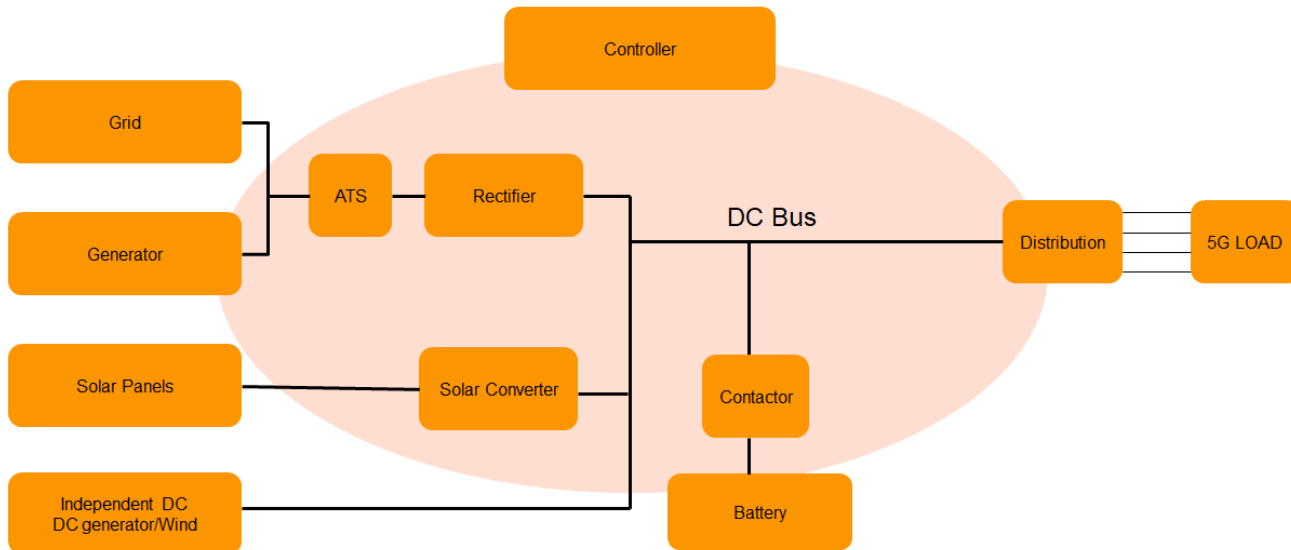 Controller
Grid
ATS
Rectifier
DC Bus
Generator
Distribution
5G LOAD
Solar Panels
Solar Converter
Contactor
Independent DC
DC generator/Wind
Battery